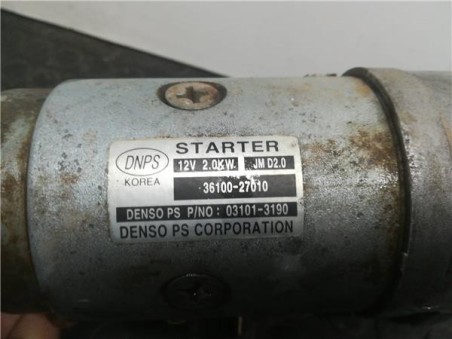 STARTER
DNPS
12V 2.0KW JM D2.0
KOREA
36100-27010
DENSO PS P/NO : 03101-3190
DENSO PS CORPORATION